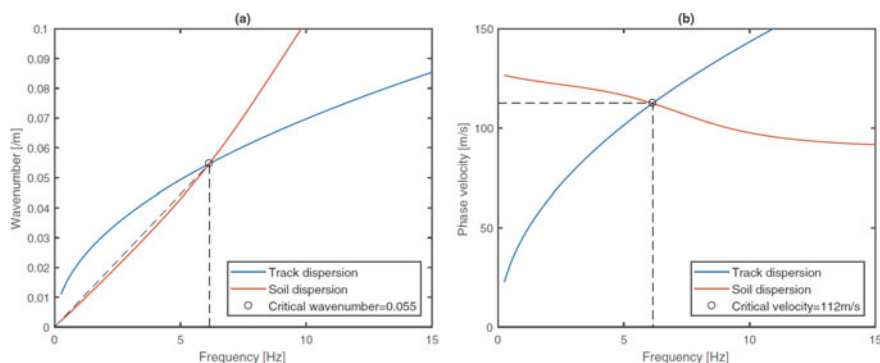 (a)
0.1
0.09
0.08
0.07
0.06
0.05
0.04
0.03
0.02
0.01
0
Wavenumber [/m]
0
5
10
15
Frequency [Hz]
Track dispersion
Soil dispersion
Critical wavenumber=0.055
(b)
150
100
50
0
Phase velocity [m/s]
0
5
10
15
Frequency [Hz]
Track dispersion
Soil dispersion
Critical velocity=112m/s